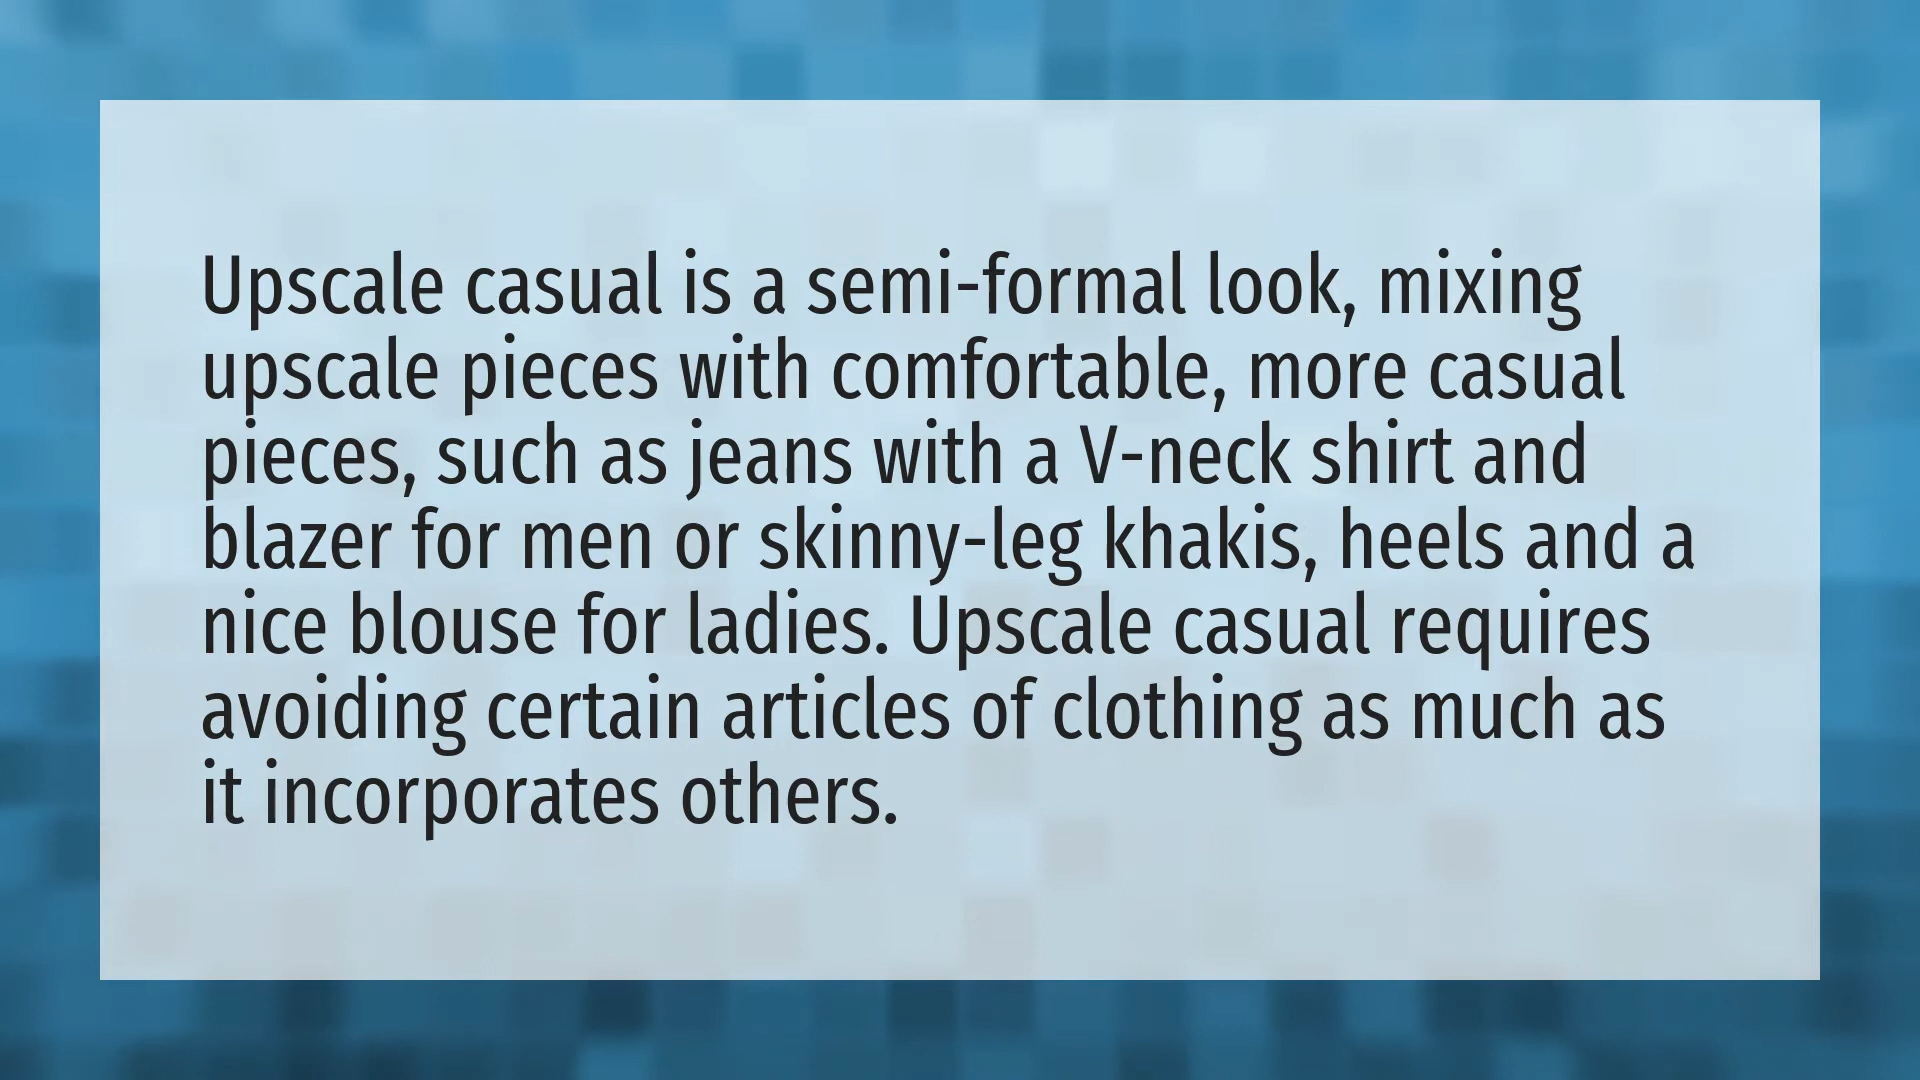 Upscale casual is a semi-formal look, mixing
upscale pieces with comfortable, more casual
pieces, such as jeans with a V-neck shirt and
blazer for men or skinny-leg khakis, heels and a
nice blouse for ladies. Upscale casual requires
avoiding certain articles of clothing as much as
it incorporates others.